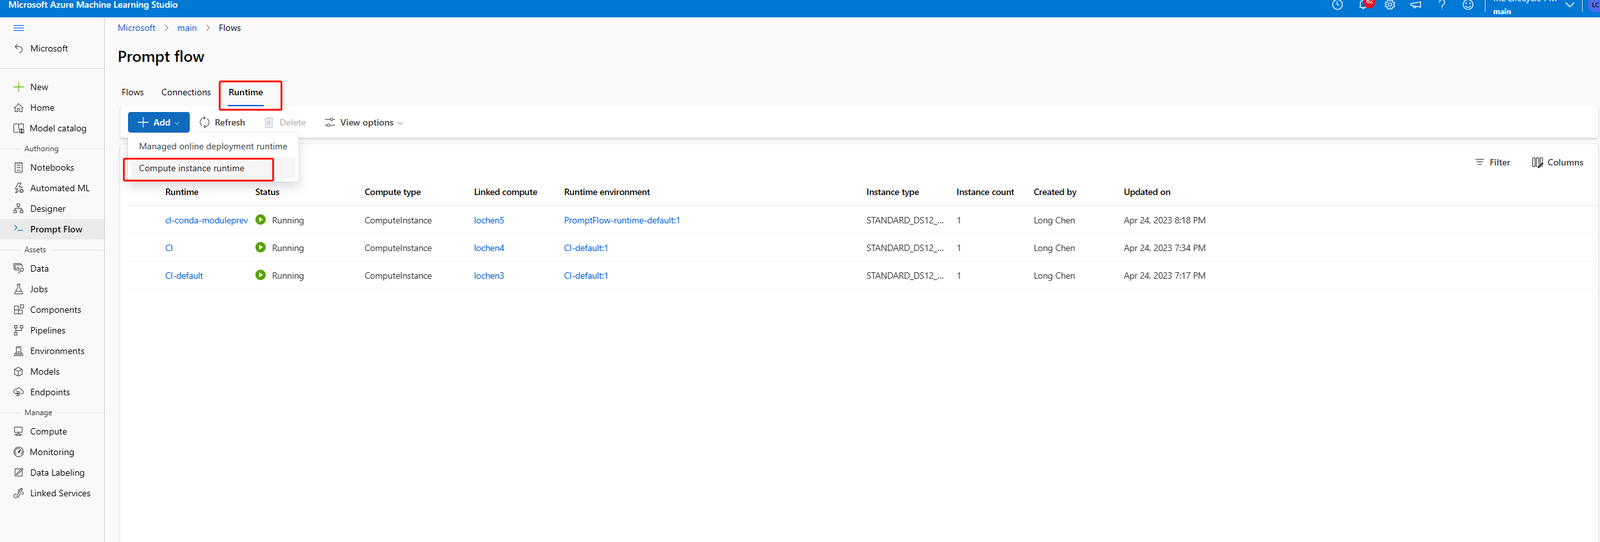 Microsoft Azure Machine Learning Studio
62
main
LC
Microsoft > main > Flows
Microsoft
Prompt flow
New
Home
Model catalog
Authoring
Notebooks
Automated ML
Designer
Prompt Flow
Assets
Data
Jobs
Components
Pipelines
Environments
Models
Endpoints
Manage
Compute
Monitoring
Data Labeling
Linked Services
Flows Connections Runtime
Add Refresh Delete View options
Managed online deployment runtime
Compute instance runtime
Filter Columns
Runtime Status Compute type Linked compute Runtime environment Instance type Instance count Created by Updated on
cl-conda-moduleprev Running ComputeInstance lochen5 PromptFlow-runtime-default:1 STANDARD_DS12_... 1 Long Chen Apr 24, 2023 8:18 PM
CI Running ComputeInstance lochen4 CI-default:1 STANDARD_DS12_... 1 Long Chen Apr 24, 2023 7:34 PM
CI-default Running ComputeInstance lochen3 CI-default:1 STANDARD_DS12_... 1 Long Chen Apr 24, 2023 7:17 PM